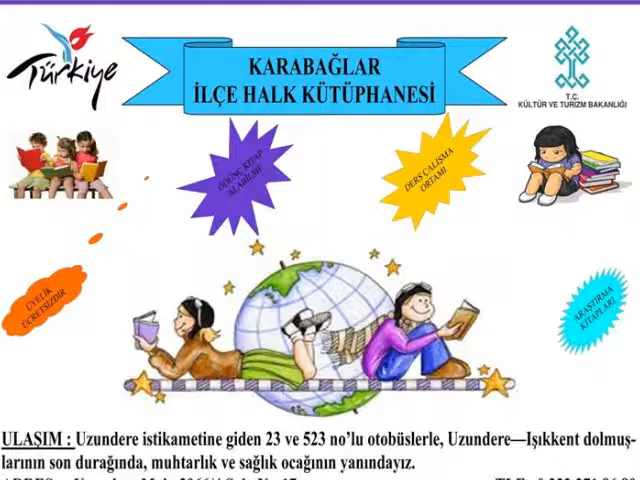 Türkiye
KARABAĞLAR
İLÇE HALK KÜTÜPHANESİ
T.C.
KÜLTÜR VE TURİZM BAKANLIĞI
ÖDÜNÇ KİTAP
ALABİLME
DERS ÇALIŞMA
ORTAMI
ÜYELİK
ÜCRETSİZDİR
ARAŞTIRMA
KİTAPLARI
ULAŞIM : Uzundere istikametine giden 23 ve 523 no’lu otobüslerle, Uzundere—Işıkkent dolmuş-
larının son durağında, muhtarlık ve sağlık ocağının yanındayız.